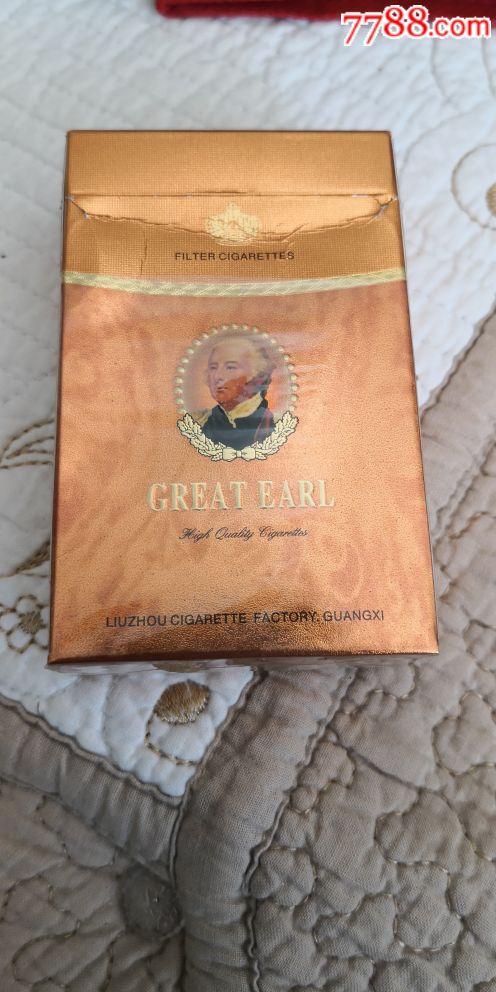 7788.com
FILTER CIGARETTES
GREAT EARL
High Quality Cigarettes
LIUZHOU CIGARETTE FACTORY. GUANGXI